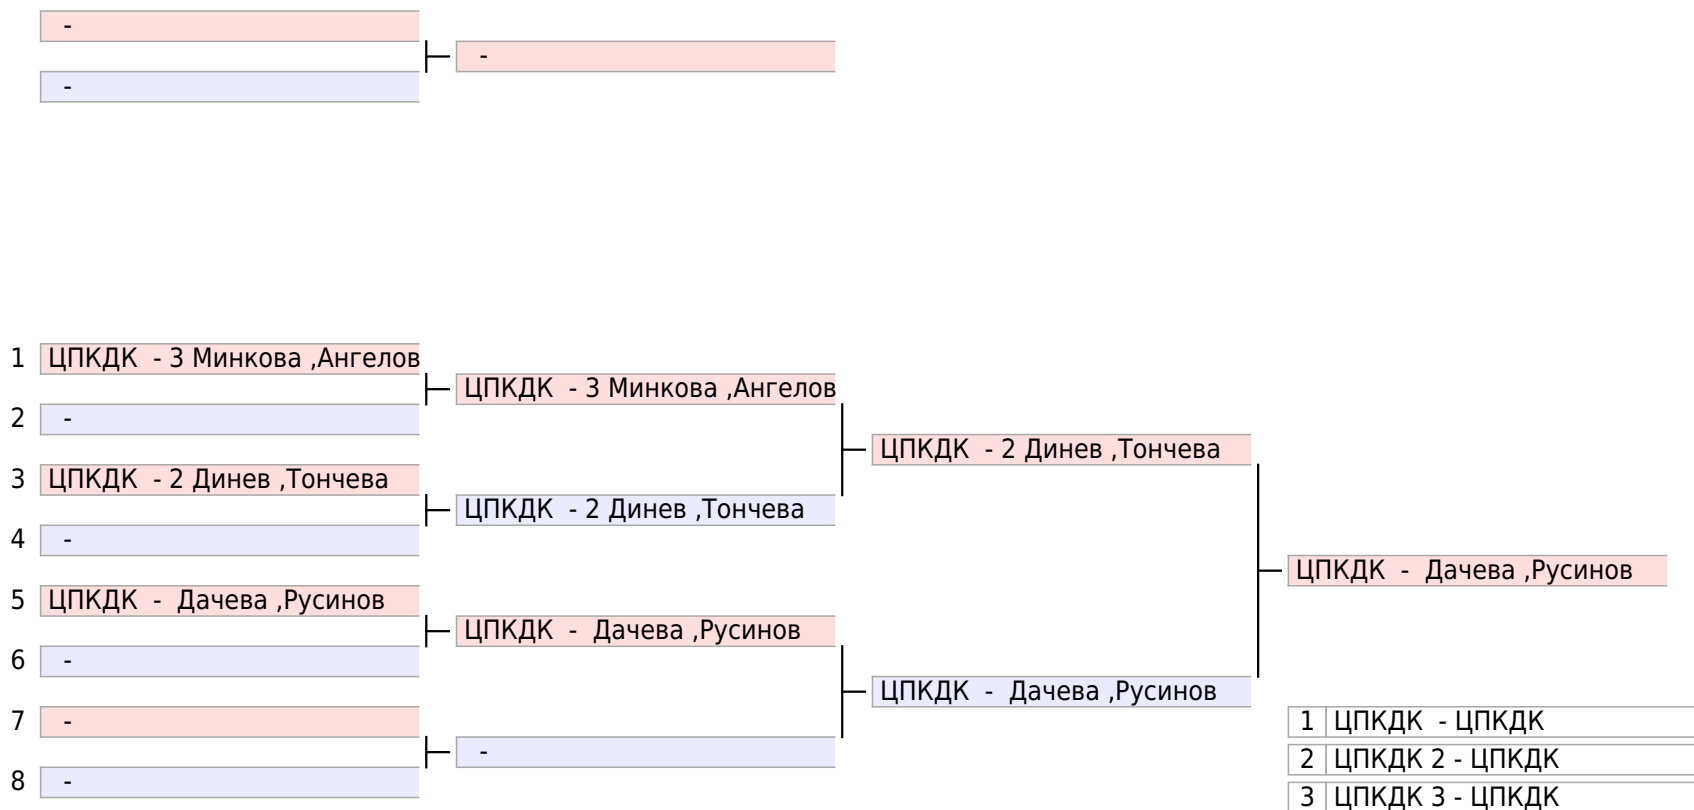 -
-
-
1 ЦПКДК - 3 Минкова ,Ангелов
ЦПКДК - 3 Минкова ,Ангелов
2 -
ЦПКДК - 2 Динев ,Тончева
3 ЦПКДК - 2 Динев ,Тончева
ЦПКДК - 2 Динев ,Тончева
4 -
ЦПКДК - Дачева ,Русинов
5 ЦПКДК - Дачева ,Русинов
ЦПКДК - Дачева ,Русинов
6 -
ЦПКДК - Дачева ,Русинов
7 -
1 ЦПКДК - ЦПКДК
-
2 ЦПКДК 2 - ЦПКДК
8 -
3 ЦПКДК 3 - ЦПКДК